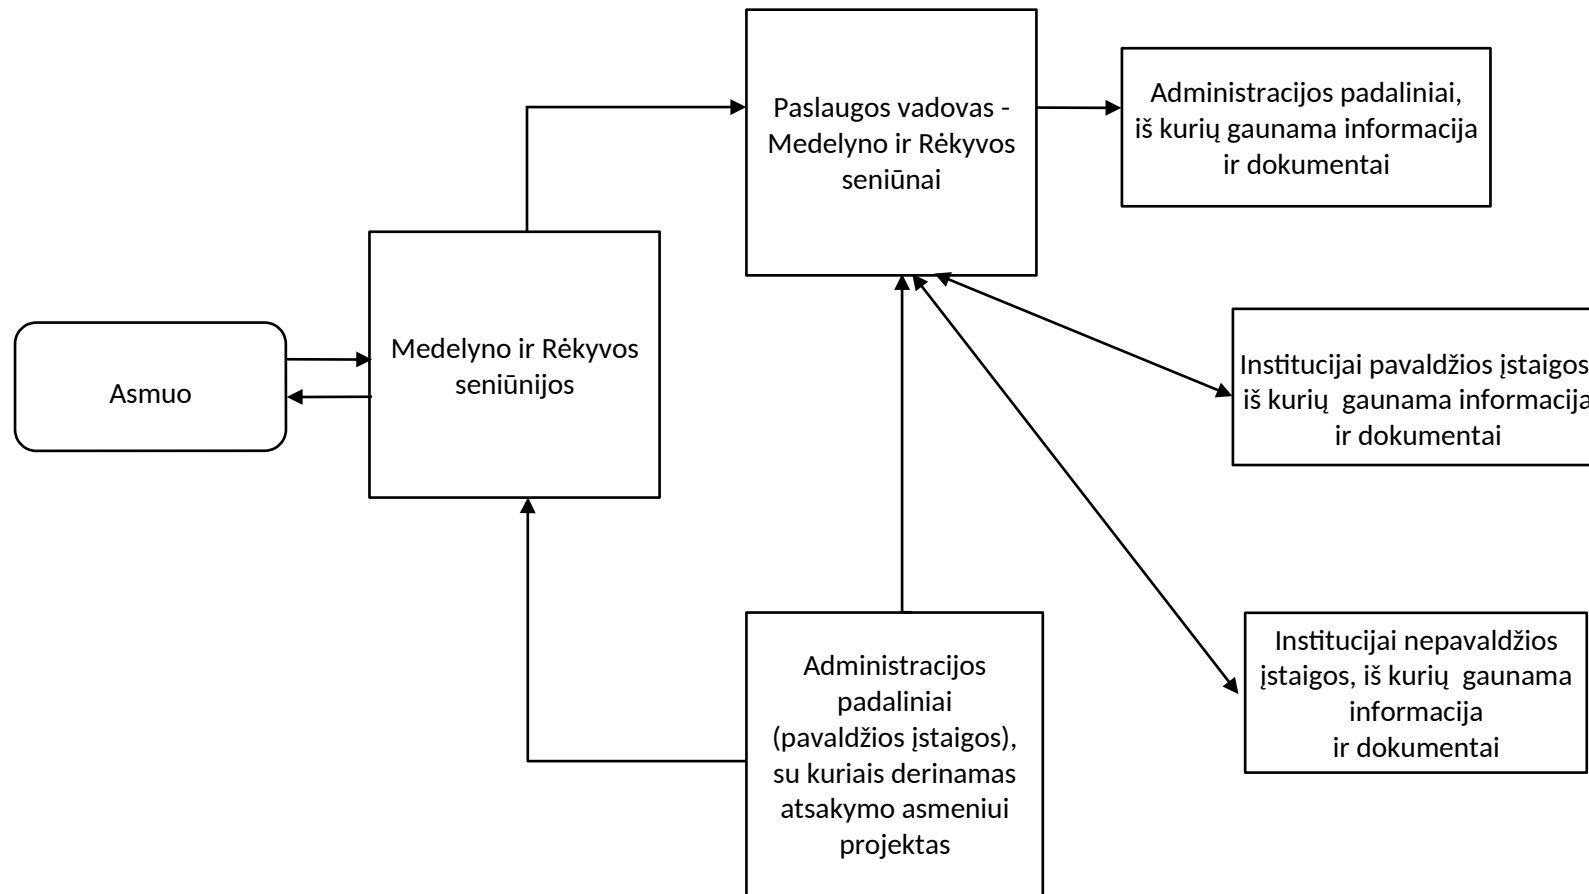 Paslaugos vadovas -
Medelyno ir Rėkyvos
seniūnai
Administracijos padaliniai,
iš kurių gaunama informacija
ir dokumentai
Medelyno ir Rėkyvos
seniūnijos
Asmuo
Institucijai pavaldžios įstaigos
iš kurių  gaunama informacija
ir dokumentai
Administracijos
padaliniai
(pavaldžios įstaigos),
su kuriais derinamas
atsakymo asmeniui
projektas
Institucijai nepavaldžios
įstaigos, iš kurių  gaunama
informacija
ir dokumentai